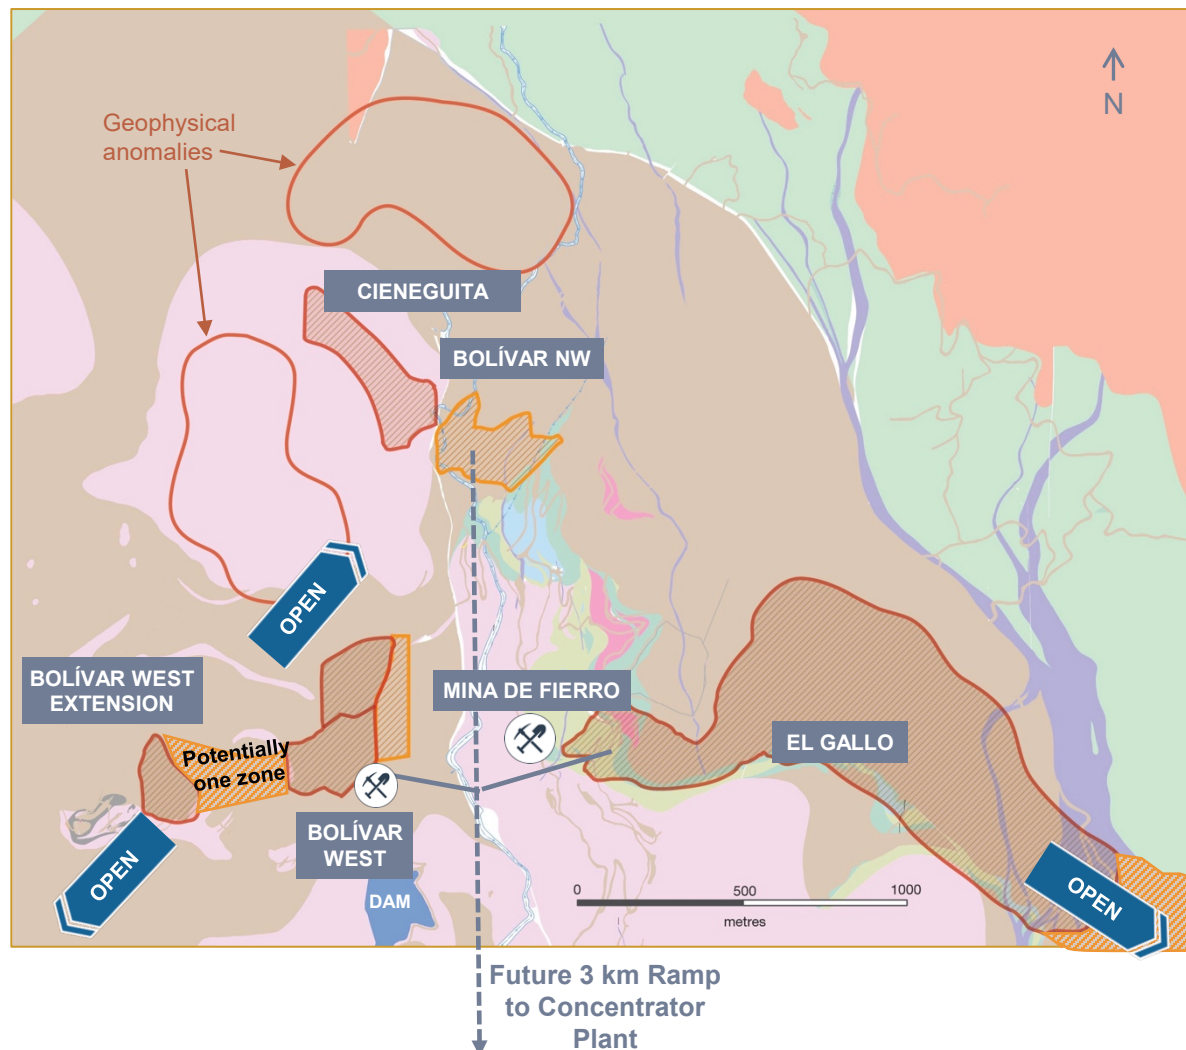 N
Geophysical
anomalies
CIENEGUITA
BOLÍVAR NW
OPEN
BOLÍVAR WEST
EXTENSION
MINA DE FIERRO
Potentially
one zone
EL GALLO
BOLÍVAR
WEST
OPEN
DAM
OPEN
0
500
1000
metres
Future 3 km Ramp
to Concentrator
Plant